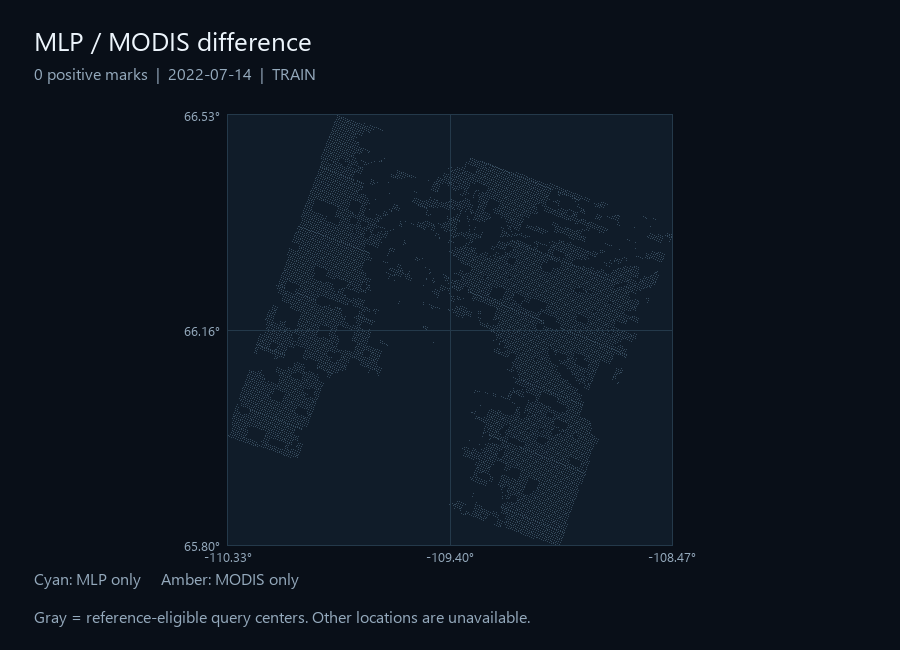 MLP / MODIS difference
0 positive marks | 2022-07-14 | TRAIN
66.53°
66.16°
65.80°
-110.33°
-109.40°
-108.47°
Cyan: MLP only Amber: MODIS only
Gray = reference-eligible query centers. Other locations are unavailable.